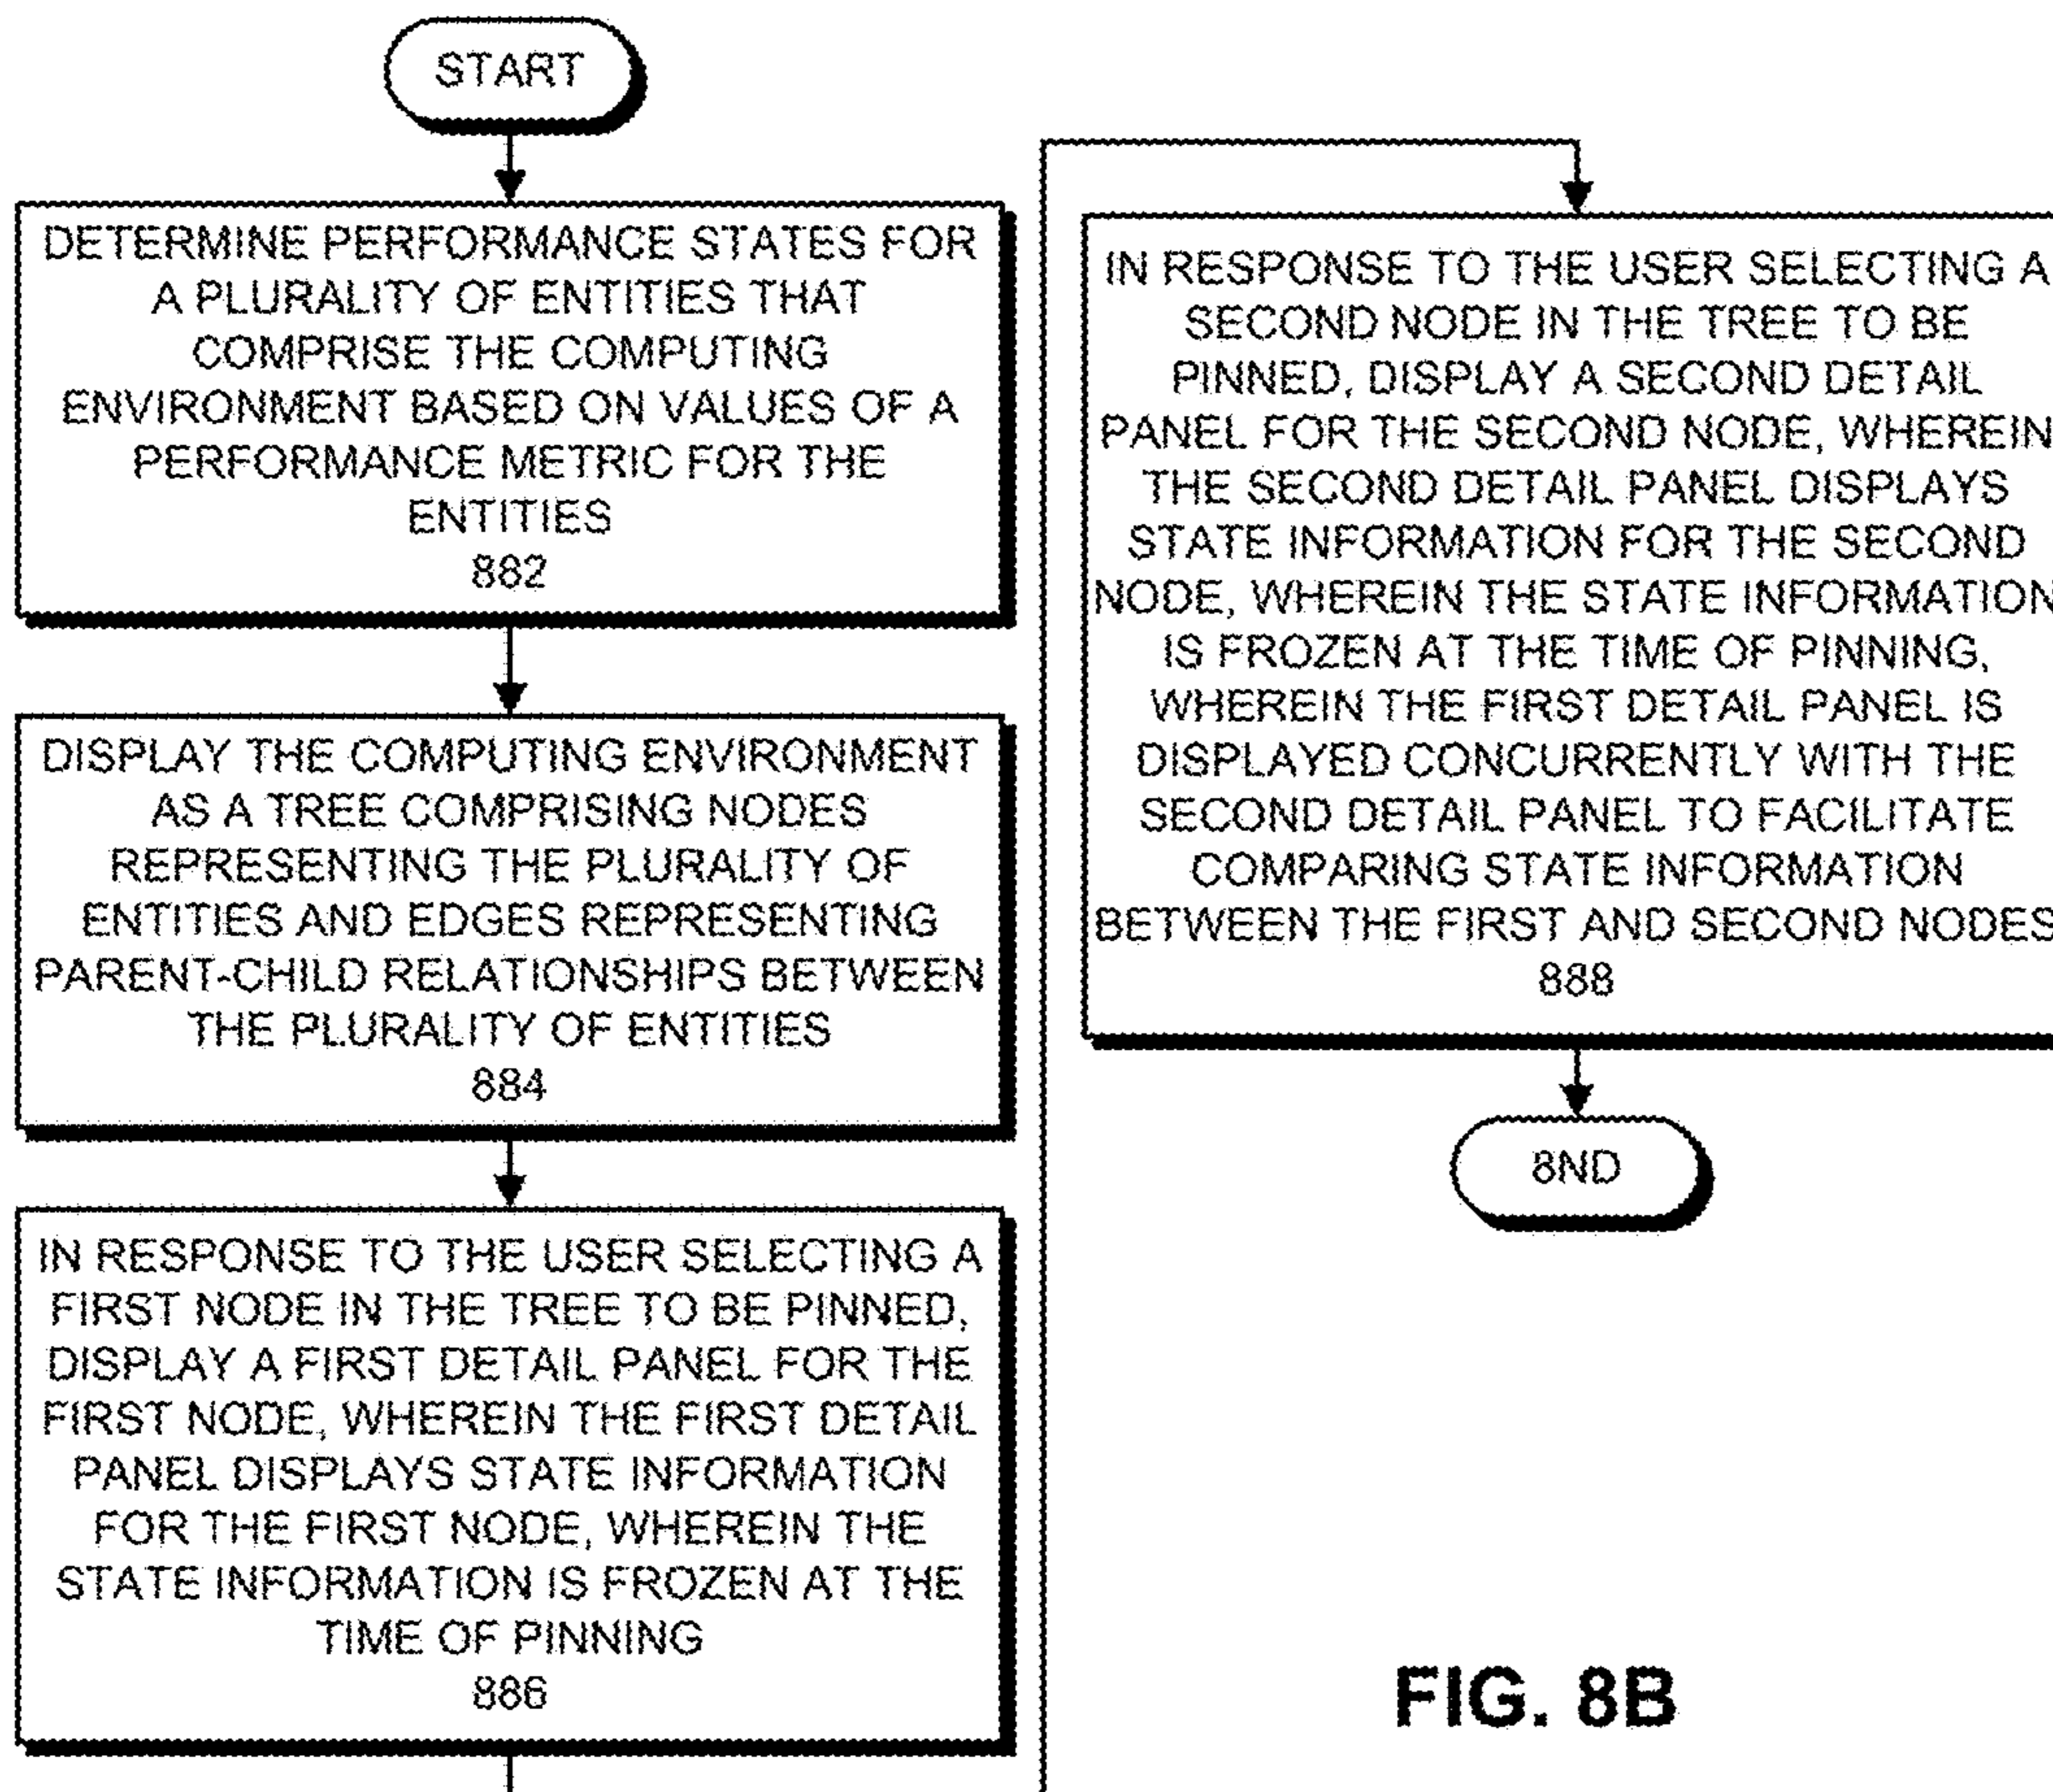 START
DETERMINE PERFORMANCE STATES FOR
A PLURALITY OF ENTITIES THAT
COMPRISE THE COMPUTING
ENVIRONMENT BASED ON VALUES OF A
PERFORMANCE METRIC FOR THE
ENTITIES
882
DISPLAY THE COMPUTING ENVIRONMENT
AS A TREE COMPRISING NODES
REPRESENTING THE PLURALITY OF
ENTITIES AND EDGES REPRESENTING
PARENT-CHILD RELATIONSHIPS BETWEEN
THE PLURALITY OF ENTITIES
884
IN RESPONSE TO THE USER SELECTING A
FIRST NODE IN THE TREE TO BE PINNED,
DISPLAY A FIRST DETAIL PANEL FOR THE
FIRST NODE, WHEREIN THE FIRST DETAIL
PANEL DISPLAYS STATE INFORMATION
FOR THE FIRST NODE, WHEREIN THE
STATE INFORMATION IS FROZEN AT THE
TIME OF PINNING
886
IN RESPONSE TO THE USER SELECTING A
SECOND NODE IN THE TREE TO BE
PINNED, DISPLAY A SECOND DETAIL
PANEL FOR THE SECOND NODE, WHEREIN
THE SECOND DETAIL PANEL DISPLAYS
STATE INFORMATION FOR THE SECOND
NODE, WHEREIN THE STATE INFORMATION
IS FROZEN AT THE TIME OF PINNING,
WHEREIN THE FIRST DETAIL PANEL IS
DISPLAYED CONCURRENTLY WITH THE
SECOND DETAIL PANEL TO FACILITATE
COMPARING STATE INFORMATION
BETWEEN THE FIRST AND SECOND NODES
888
8ND
FIG. 8B